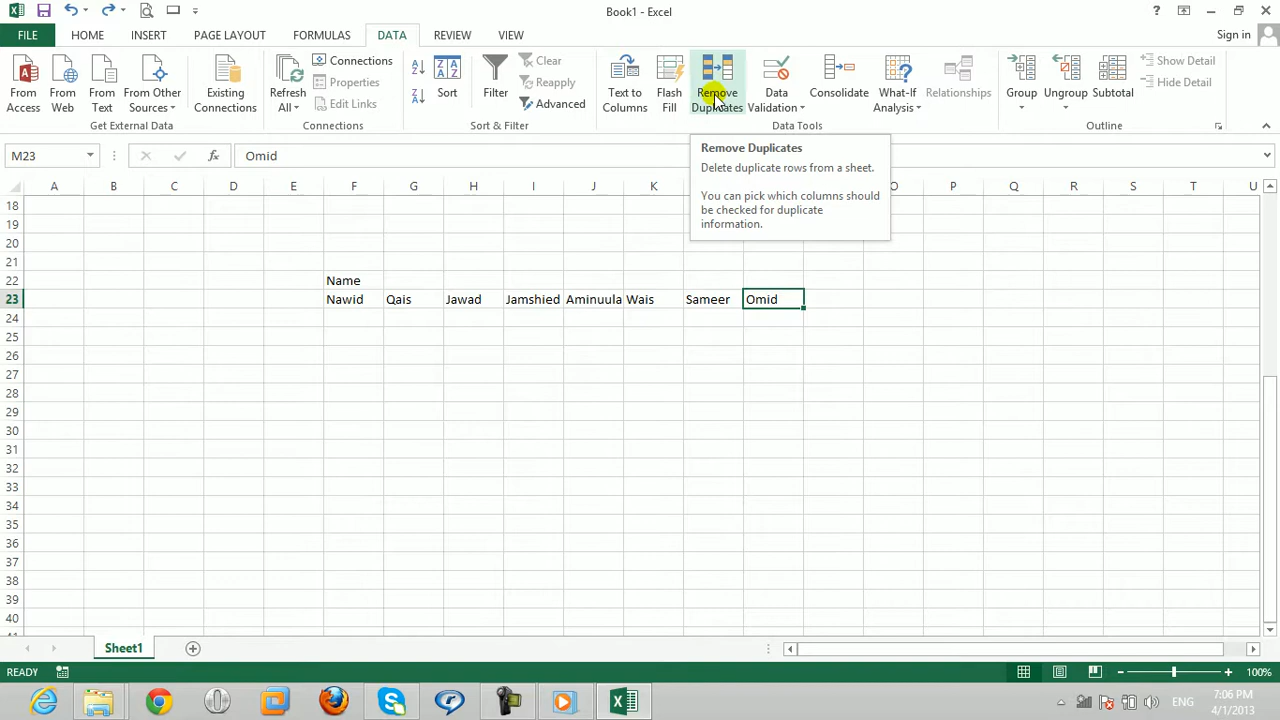 Book1 - Excel
?
FILE HOME INSERT PAGE LAYOUT FORMULAS DATA REVIEW VIEW Sign in
From Access
From Web
From Text
From Other Sources
Get External Data
Existing Connections
Refresh All
Connections
Properties
Edit Links
Connections
Sort
Filter
Clear
Reapply
Advanced
Sort & Filter
Text to Columns
Flash Fill
Remove Duplicates
Data Validation
Consolidate
What-If Analysis
Relationships
Data Tools
Group
Ungroup
Subtotal
Show Detail
Hide Detail
Outline
M23 fx Omid
Remove Duplicates
Delete duplicate rows from a sheet.
You can pick which columns should
be checked for duplicate
information.
A B C D E F G H I J K O P Q R S T U
18
19
20
21
22 Name
23 Nawid Qais Jawad Jamshied Aminuula Wais Sameer Omid
24
25
26
27
28
29
30
31
32
33
34
35
36
37
38
39
40
Sheet1
READY 100%
ENG 7:06 PM
4/1/2013